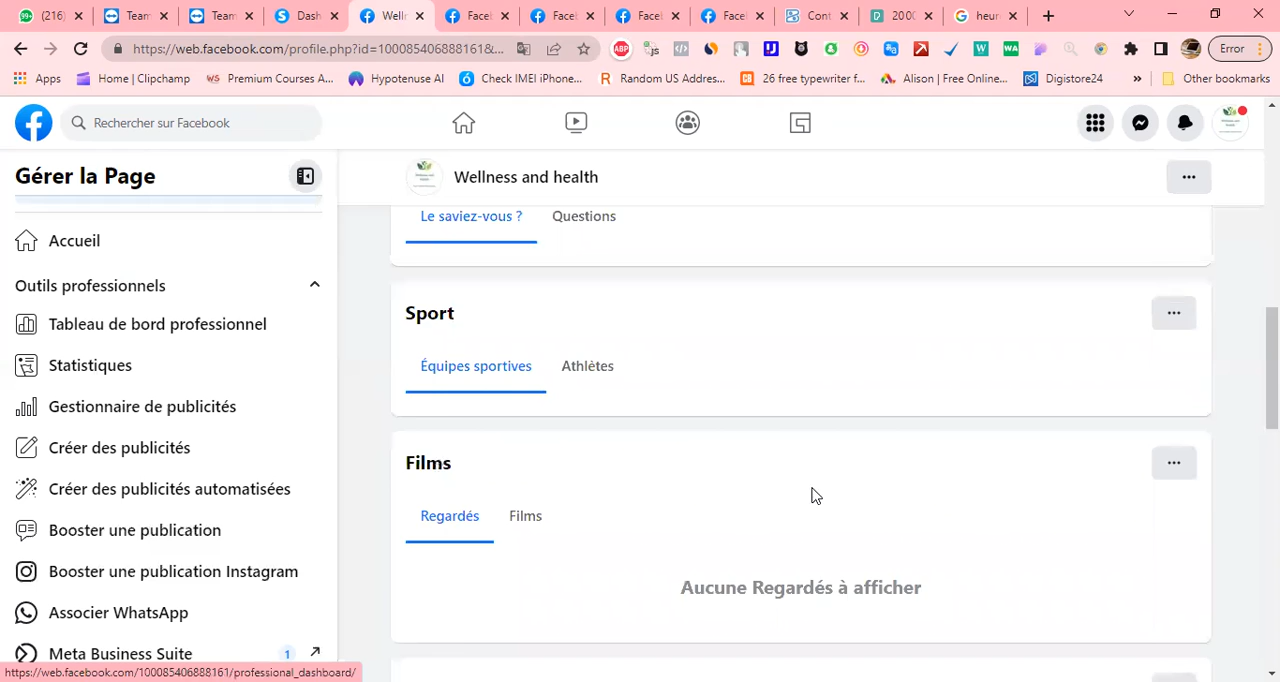 (216)
Team
Team
Dash
Welln
Faceb
Faceb
Faceb
Faceb
Cont
2000
heur
https://web.facebook.com/profile.php?id=100085406888161&...
ABP
Error
Apps
Home | Clipchamp
Premium Courses A...
Hypotenuse AI
Check IMEI iPhone...
Random US Addres...
26 free typewriter f...
Alison | Free Online...
Digistore24
Other bookmarks
Rechercher sur Facebook
Gérer la Page
Wellness and health
Accueil
Outils professionnels
Tableau de bord professionnel
Statistiques
Gestionnaire de publicités
Créer des publicités
Créer des publicités automatisées
Booster une publication
Booster une publication Instagram
Associer WhatsApp
Meta Business Suite
1
Le saviez-vous ?
Questions
Sport
Équipes sportives
Athlètes
Films
Regardés
Films
Aucune Regardés à afficher
https://web.facebook.com/100085406888161/professional_dashboard/